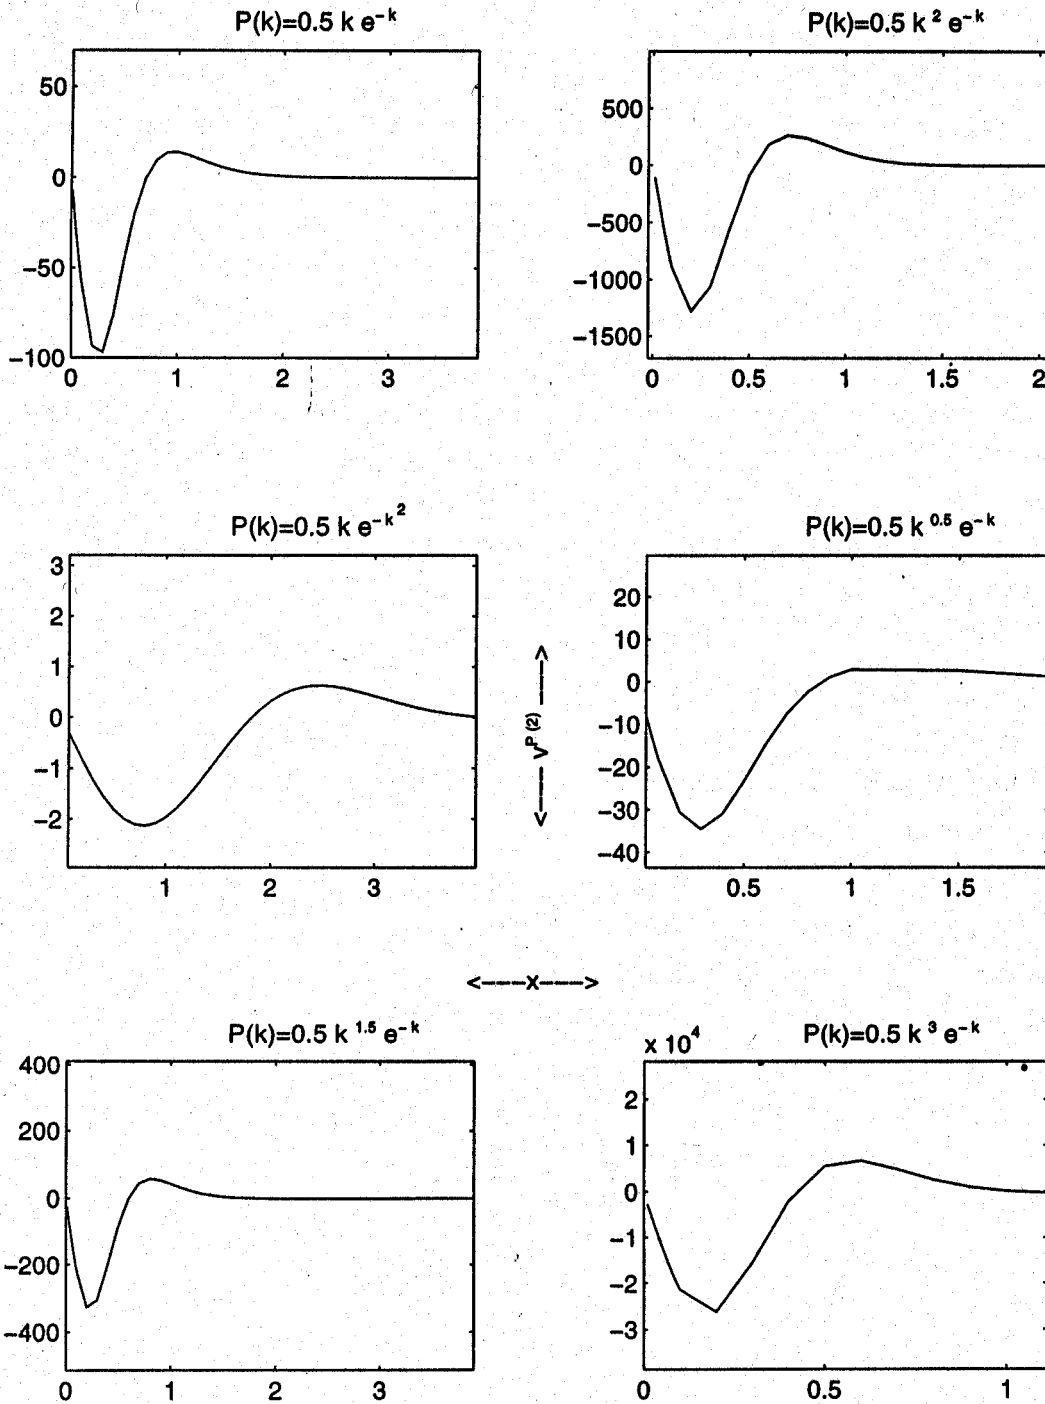 P(k)=0.5 k e^-k
50
0
-50
-100
0 1 2 3
P(k)=0.5 k^2 e^-k
500
0
-500
-1000
-1500
0 0.5 1 1.5 2
P(k)=0.5 k e^-k^2
3
2
1
0
-1
-2
1 2 3
<---- V^P (2) ---->
P(k)=0.5 k^0.5 e^-k
20
10
0
-10
-20
-30
-40
0.5 1 1.5
<----x---->
P(k)=0.5 k^1.5 e^-k
400
200
0
-200
-400
0 1 2 3
x 10^4
P(k)=0.5 k^3 e^-k
2
1
0
-1
-2
-3
0 0.5 1